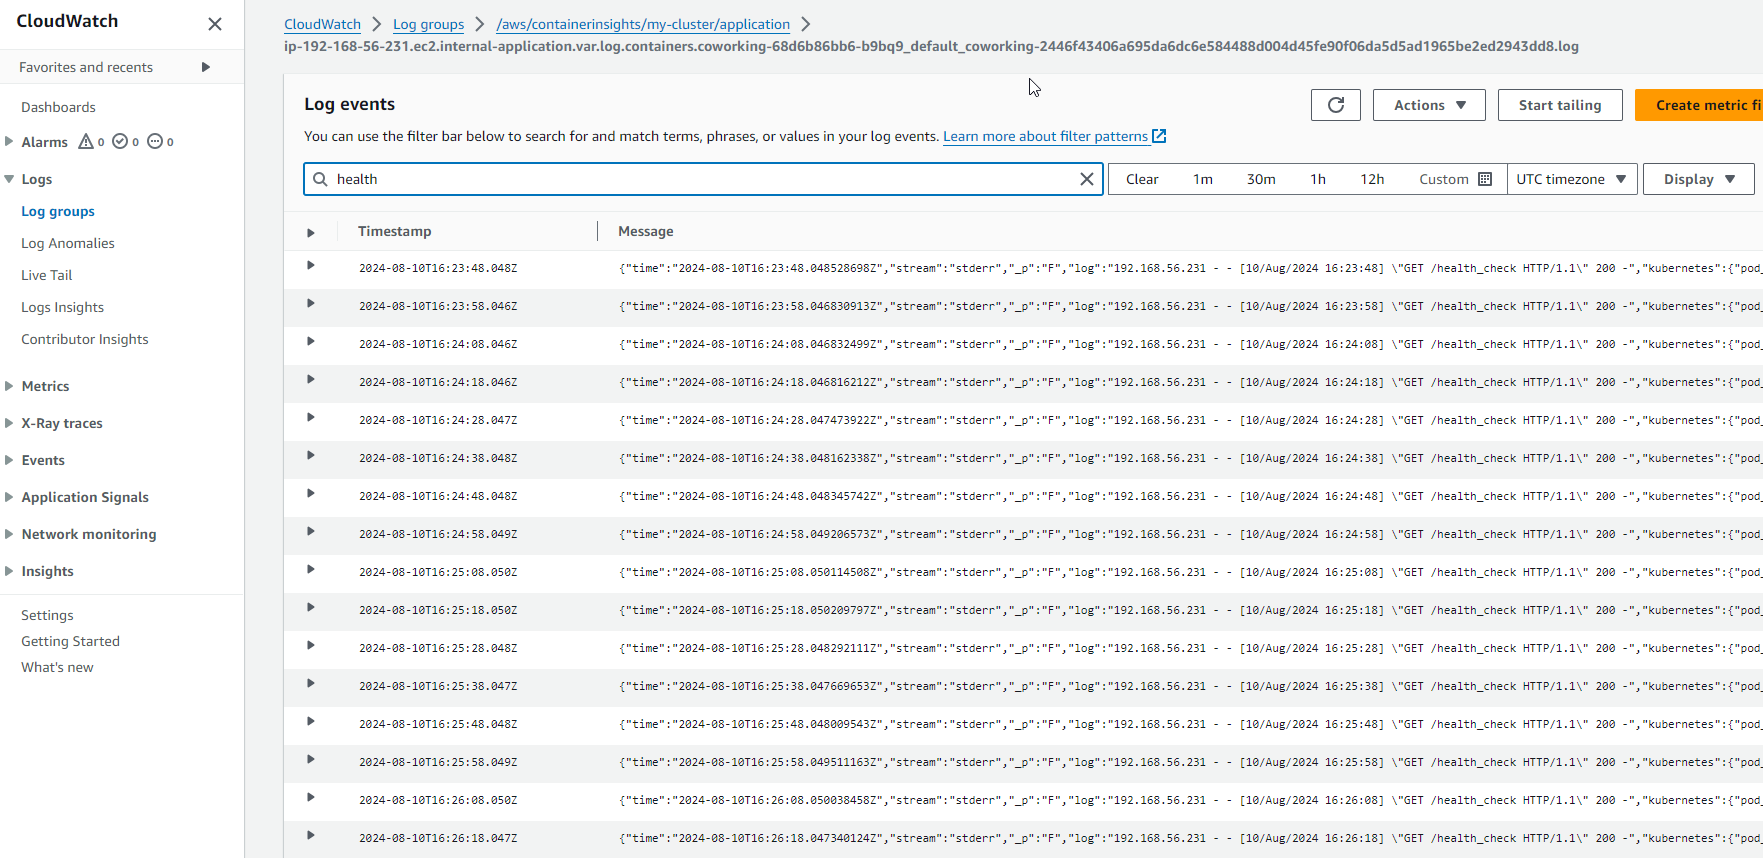 CloudWatch
Favorites and recents
Dashboards
Alarms 0 0 0
Logs
Log groups
Log Anomalies
Live Tail
Logs Insights
Contributor Insights
Metrics
X-Ray traces
Events
Application Signals
Network monitoring
Insights
Settings
Getting Started
What's new
CloudWatch Log groups /aws/containerinsights/my-cluster/application
ip-192-168-56-231.ec2.internal-application.var.log.containers.coworking-68d6b86bb6-b9bq9_default_coworking-2446f43406a695da6dc6e584488d004d45fe90f06da5d5ad1965be2ed2943dd8.log
Log events
Actions Start tailing Create metric fi
You can use the filter bar below to search for and match terms, phrases, or values in your log events. Learn more about filter patterns
health
Clear 1m 30m 1h 12h Custom UTC timezone Display
Timestamp Message
2024-08-10T16:23:48.048Z {"time":"2024-08-10T16:23:48.048528698Z","stream":"stderr","_p":"F","log":"192.168.56.231 - - [10/Aug/2024 16:23:48] \"GET /health_check HTTP/1.1\" 200 -","kubernetes":{"pod_
2024-08-10T16:23:58.046Z {"time":"2024-08-10T16:23:58.046830913Z","stream":"stderr","_p":"F","log":"192.168.56.231 - - [10/Aug/2024 16:23:58] \"GET /health_check HTTP/1.1\" 200 -","kubernetes":{"pod_
2024-08-10T16:24:08.046Z {"time":"2024-08-10T16:24:08.046832499Z","stream":"stderr","_p":"F","log":"192.168.56.231 - - [10/Aug/2024 16:24:08] \"GET /health_check HTTP/1.1\" 200 -","kubernetes":{"pod_
2024-08-10T16:24:18.046Z {"time":"2024-08-10T16:24:18.046816212Z","stream":"stderr","_p":"F","log":"192.168.56.231 - - [10/Aug/2024 16:24:18] \"GET /health_check HTTP/1.1\" 200 -","kubernetes":{"pod_
2024-08-10T16:24:28.047Z {"time":"2024-08-10T16:24:28.047473922Z","stream":"stderr","_p":"F","log":"192.168.56.231 - - [10/Aug/2024 16:24:28] \"GET /health_check HTTP/1.1\" 200 -","kubernetes":{"pod_
2024-08-10T16:24:38.048Z {"time":"2024-08-10T16:24:38.048162338Z","stream":"stderr","_p":"F","log":"192.168.56.231 - - [10/Aug/2024 16:24:38] \"GET /health_check HTTP/1.1\" 200 -","kubernetes":{"pod_
2024-08-10T16:24:48.048Z {"time":"2024-08-10T16:24:48.048345742Z","stream":"stderr","_p":"F","log":"192.168.56.231 - - [10/Aug/2024 16:24:48] \"GET /health_check HTTP/1.1\" 200 -","kubernetes":{"pod_
2024-08-10T16:24:58.049Z {"time":"2024-08-10T16:24:58.049206573Z","stream":"stderr","_p":"F","log":"192.168.56.231 - - [10/Aug/2024 16:24:58] \"GET /health_check HTTP/1.1\" 200 -","kubernetes":{"pod_
2024-08-10T16:25:08.050Z {"time":"2024-08-10T16:25:08.050114508Z","stream":"stderr","_p":"F","log":"192.168.56.231 - - [10/Aug/2024 16:25:08] \"GET /health_check HTTP/1.1\" 200 -","kubernetes":{"pod_
2024-08-10T16:25:18.050Z {"time":"2024-08-10T16:25:18.050209797Z","stream":"stderr","_p":"F","log":"192.168.56.231 - - [10/Aug/2024 16:25:18] \"GET /health_check HTTP/1.1\" 200 -","kubernetes":{"pod_
2024-08-10T16:25:28.048Z {"time":"2024-08-10T16:25:28.048292111Z","stream":"stderr","_p":"F","log":"192.168.56.231 - - [10/Aug/2024 16:25:28] \"GET /health_check HTTP/1.1\" 200 -","kubernetes":{"pod_
2024-08-10T16:25:38.047Z {"time":"2024-08-10T16:25:38.047669653Z","stream":"stderr","_p":"F","log":"192.168.56.231 - - [10/Aug/2024 16:25:38] \"GET /health_check HTTP/1.1\" 200 -","kubernetes":{"pod_
2024-08-10T16:25:48.048Z {"time":"2024-08-10T16:25:48.048009543Z","stream":"stderr","_p":"F","log":"192.168.56.231 - - [10/Aug/2024 16:25:48] \"GET /health_check HTTP/1.1\" 200 -","kubernetes":{"pod_
2024-08-10T16:25:58.049Z {"time":"2024-08-10T16:25:58.049511163Z","stream":"stderr","_p":"F","log":"192.168.56.231 - - [10/Aug/2024 16:25:58] \"GET /health_check HTTP/1.1\" 200 -","kubernetes":{"pod_
2024-08-10T16:26:08.050Z {"time":"2024-08-10T16:26:08.050038458Z","stream":"stderr","_p":"F","log":"192.168.56.231 - - [10/Aug/2024 16:26:08] \"GET /health_check HTTP/1.1\" 200 -","kubernetes":{"pod_
2024-08-10T16:26:18.047Z {"time":"2024-08-10T16:26:18.047340124Z","stream":"stderr","_p":"F","log":"192.168.56.231 - - [10/Aug/2024 16:26:18] \"GET /health_check HTTP/1.1\" 200 -","kubernetes":{"pod_